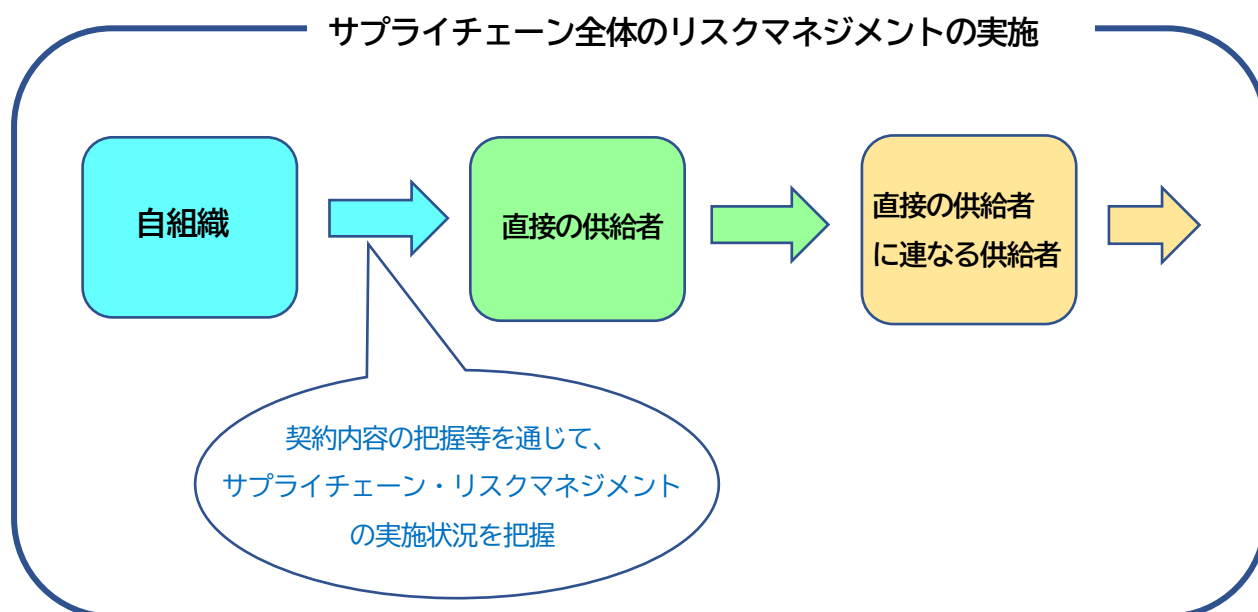 サプライチェーン全体のリスクマネジメントの実施
自組織
直接の供給者
直接の供給者
に連なる供給者
契約内容の把握等を通じて、
サプライチェーン・リスクマネジメント
の実施状況を把握